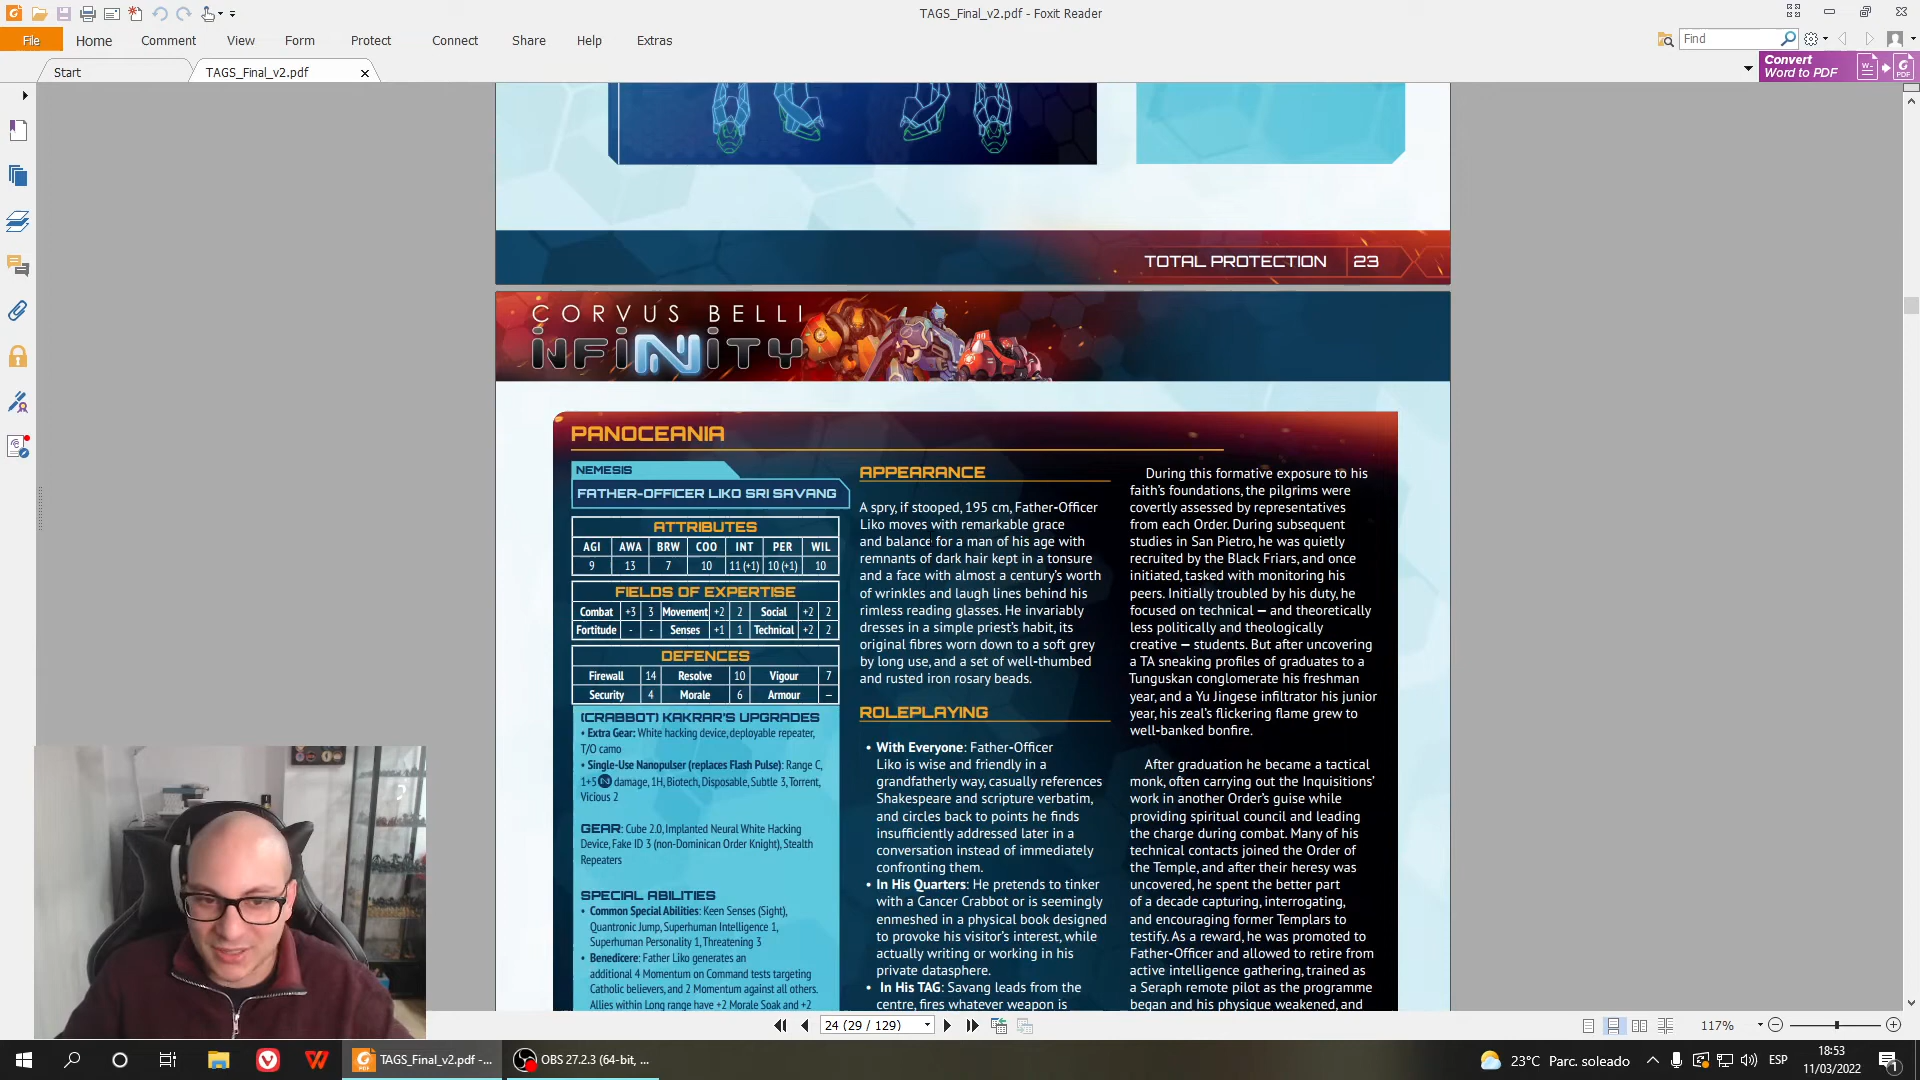 TAGS_Final_v2.pdf - Foxit Reader
File Home Comment View Form Protect Connect Share Help Extras
Find
Start
TAGS_Final_v2.pdf
Convert
Word to PDF
TOTAL PROTECTION 23
CORVUS BELLI
INFINITY
PANOCEANIA
NEMESIS
FATHER-OFFICER LIKO SRI SAVANG
ATTRIBUTES
AGI AWA BRW COO INT PER WIL
9 13 7 10 11 (+1) 10 (+1) 10
FIELDS OF EXPERTISE
Combat +3 3 Movement +2 2 Social +2 2
Fortitude - - Senses +1 1 Technical +2 2
DEFENCES
Firewall 14 Resolve 10 Vigour 7
Security 4 Morale 6 Armour –
(CRABBOT) KAKRAR'S UPGRADES
• Extra Gear: White hacking device, deployable repeater,
T/O camo
• Single-Use Nanopulser (replaces Flash Pulse): Range C,
1+5 N damage, 1H, Biotech, Disposable, Subtle 3, Torrent,
Vicious 2
GEAR: Cube 2.0, Implanted Neural White Hacking
Device, Fake ID 3 (non-Dominican Order Knight), Stealth
Repeaters
SPECIAL ABILITIES
• Common Special Abilities: Keen Senses (Sight),
Quantronic Jump, Superhuman Intelligence 1,
Superhuman Personality 1, Threatening 3
• Benedicere: Father Liko generates an
additional 4 Momentum on Command tests targeting
Catholic believers, and 2 Momentum against all others.
Allies within Long range have +2 Morale Soak and +2
APPEARANCE
A spry, if stooped, 195 cm, Father-Officer
Liko moves with remarkable grace
and balance for a man of his age with
remnants of dark hair kept in a tonsure
and a face with almost a century's worth
of wrinkles and laugh lines behind his
rimless reading glasses. He invariably
dresses in a simple priest's habit, its
original fibres worn down to a soft grey
by long use, and a set of well-thumbed
and rusted iron rosary beads.
ROLEPLAYING
• With Everyone: Father-Officer
Liko is wise and friendly in a
grandfatherly way, casually references
Shakespeare and scripture verbatim,
and circles back to points he finds
insufficiently addressed later in a
conversation instead of immediately
confronting them.
• In His Quarters: He pretends to tinker
with a Cancer Crabbot or is seemingly
enmeshed in a physical book designed
to provoke his visitor's interest, while
actually writing or working in his
private datasphere.
• In His TAG: Savang leads from the
centre, fires whatever weapon is
During this formative exposure to his
faith's foundations, the pilgrims were
covertly assessed by representatives
from each Order. During subsequent
studies in San Pietro, he was quietly
recruited by the Black Friars, and once
initiated, tasked with monitoring his
peers. Initially troubled by his duty, he
focused on technical — and theoretically
less politically and theologically
creative — students. But after uncovering
a TA sneaking profiles of graduates to a
Tunguskan conglomerate his freshman
year, and a Yu Jingese infiltrator his junior
year, his zeal's flickering flame grew to
well-banked bonfire.
After graduation he became a tactical
monk, often carrying out the Inquisitions'
work in another Order's guise while
providing spiritual council and leading
the charge during combat. Many of his
technical contacts joined the Order of
the Temple, and after their heresy was
uncovered, he spent the better part
of a decade capturing, interrogating,
and encouraging former Templars to
testify. As a reward, he was promoted to
Father-Officer and allowed to retire from
active intelligence gathering, trained as
a Seraph remote pilot as the programme
began and his physique weakened, and
24 (29 / 129)
117%
TAGS_Final_v2.pdf -...
OBS 27.2.3 (64-bit, ...
23°C Parc. soleado
ESP
18:53
11/03/2022
1